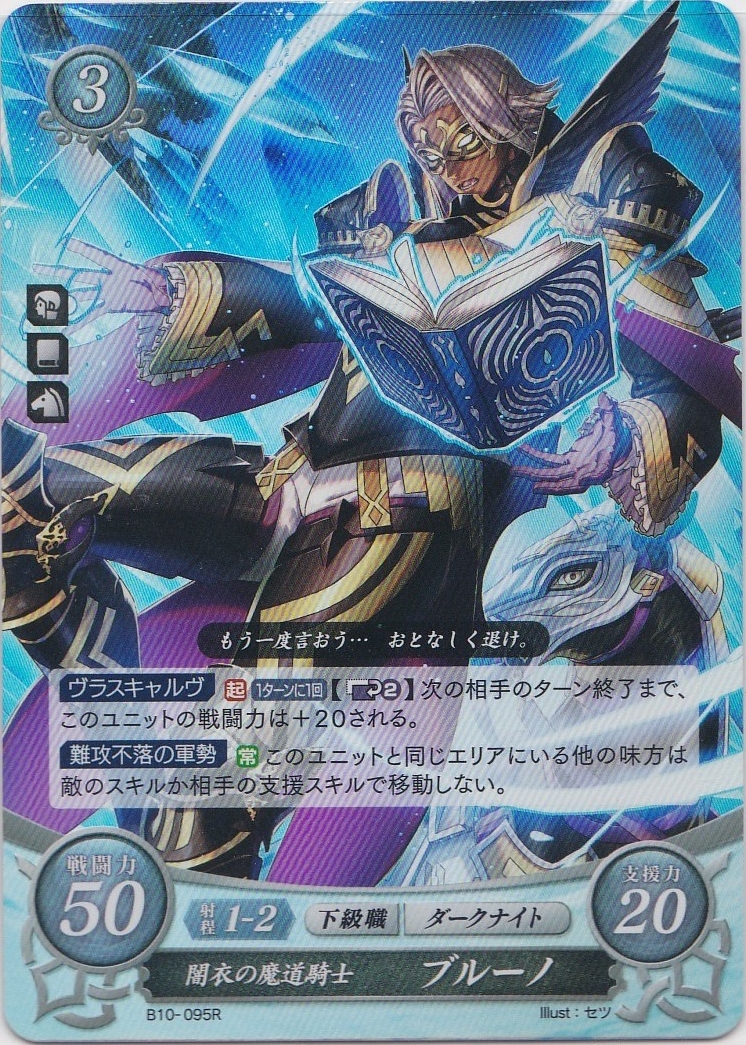 3
もう一度言おう… おとなしく退け。
ヴラスキャルヴ 起 1ターンに1回 【2】次の相手のターン終了まで、
このユニットの戦闘力は+20される。
難攻不落の軍勢 常 このユニットと同じエリアにいる他の味方は
敵のスキルか相手の支援スキルで移動しない。
戦闘力
50
射程 1-2 下級職 ダークナイト
支援力
20
闇衣の魔道騎士 ブルーノ
B10-095R Illust:セツ